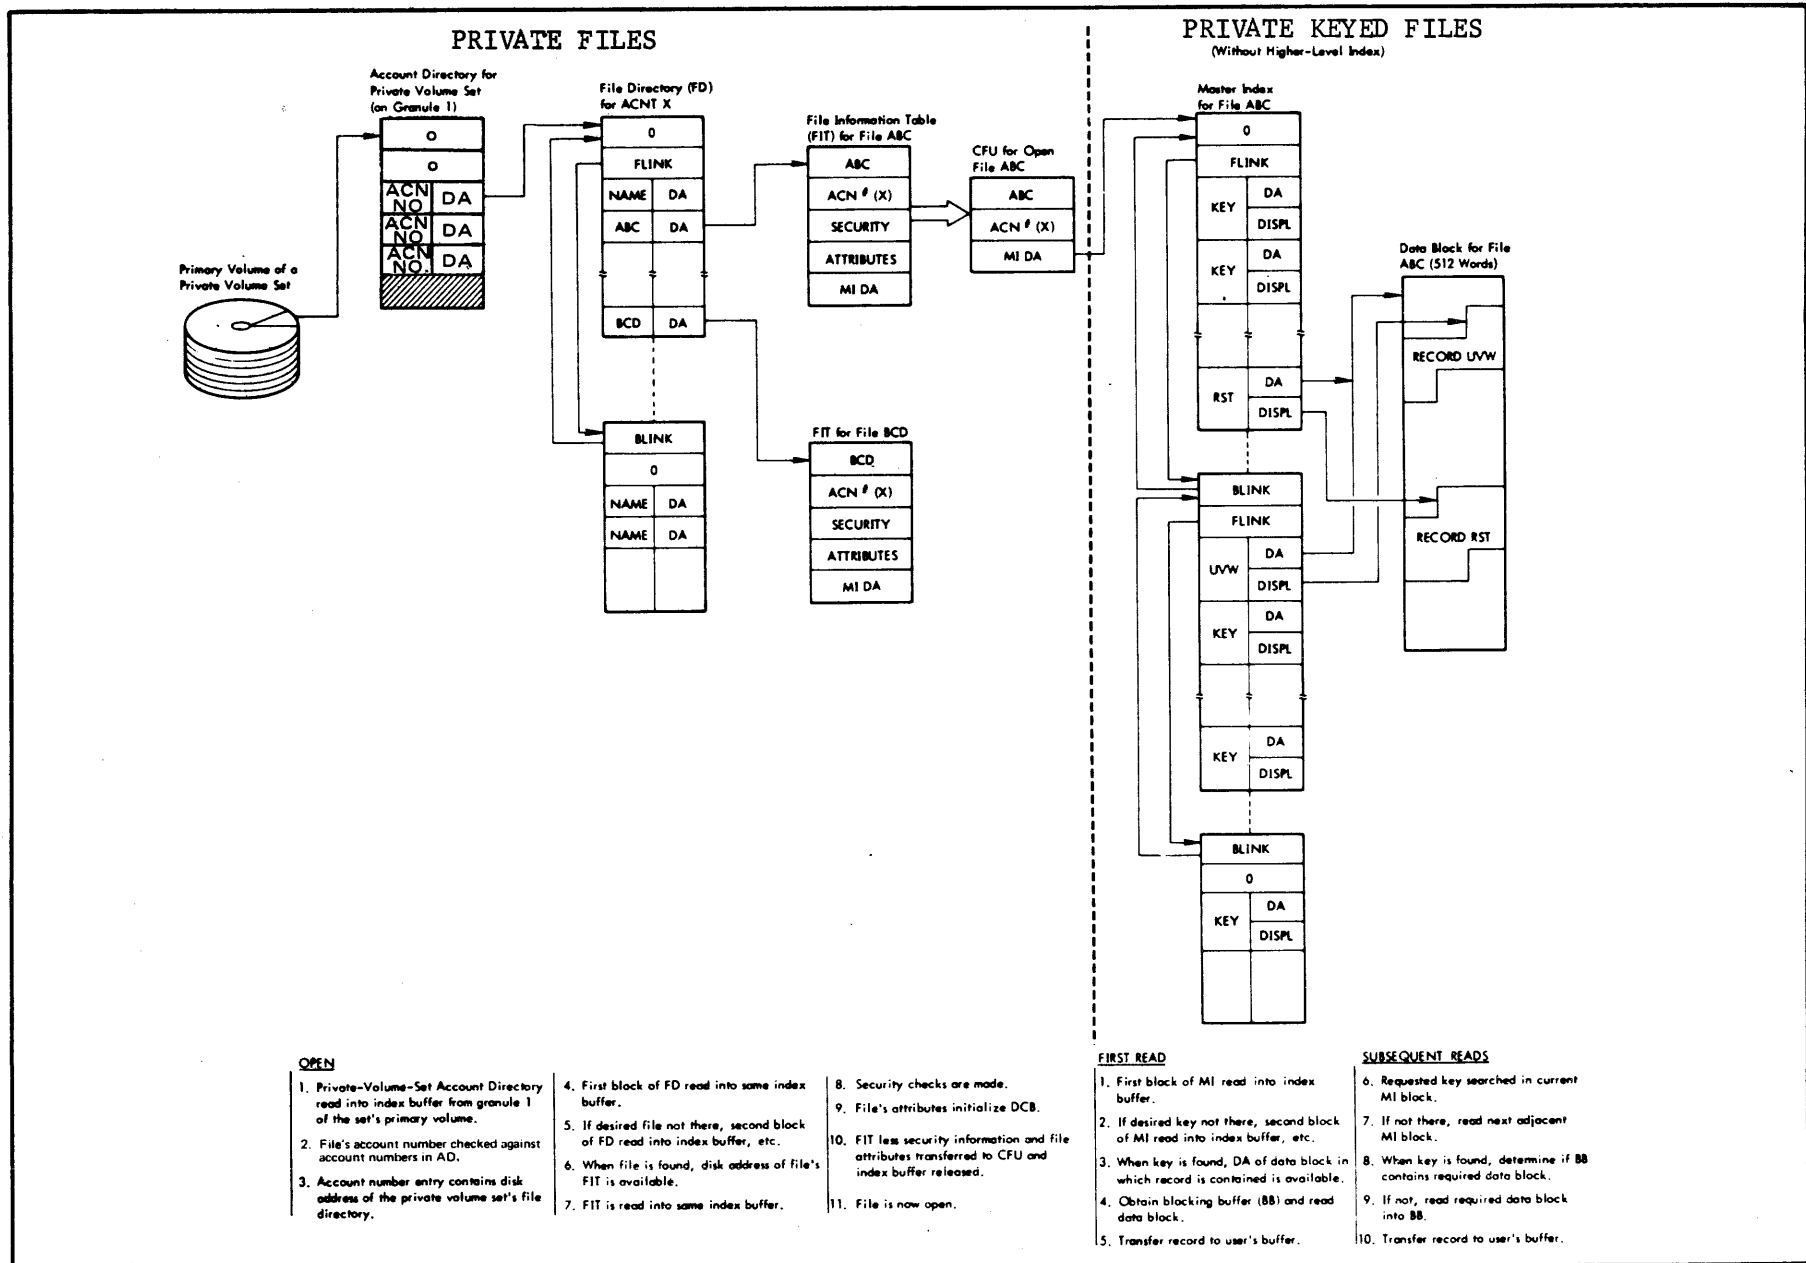 PRIVATE FILES
Account Directory for
Private Volume Set
(on Granule 1)
O
O
ACN NO DA
ACN NO DA
ACN NO. DA
Primary Volume of a
Private Volume Set
File Directory (FD)
for ACNT X
0
FLINK
NAME DA
ABC DA
BCD DA
BLINK
0
NAME DA
NAME DA
File Information Table
(FIT) for File ABC
ABC
ACN # (X)
SECURITY
ATTRIBUTES
MI DA
CFU for Open
File ABC
ABC
ACN # (X)
MI DA
FIT for File BCD
BCD
ACN # (X)
SECURITY
ATTRIBUTES
MI DA
PRIVATE KEYED FILES
(Without Higher-Level Index)
Master Index
for File ABC
0
FLINK
KEY DA
DISPL
KEY DA
DISPL
RST DA
DISPL
BLINK
FLINK
UVW DA
DISPL
KEY DA
DISPL
KEY DA
DISPL
BLINK
0
KEY DA
DISPL
Data Block for File
ABC (512 Words)
RECORD UVW
RECORD RST
OPEN
1. Private-Volume-Set Account Directory
read into index buffer from granule 1
of the set's primary volume.
2. File's account number checked against
account numbers in AD.
3. Account number entry contains disk
address of the private volume set's file
directory.
4. First block of FD read into same index
buffer.
5. If desired file not there, second block
of FD read into index buffer, etc.
6. When file is found, disk address of file's
FIT is available.
7. FIT is read into same index buffer.
8. Security checks are made.
9. File's attributes initialize DCB.
10. FIT less security information and file
attributes transferred to CFU and
index buffer released.
11. File is now open.
FIRST READ
1. First block of MI read into index
buffer.
2. If desired key not there, second block
of MI read into index buffer, etc.
3. When key is found, DA of data block in
which record is contained is available.
4. Obtain blocking buffer (BB) and read
data block.
5. Transfer record to user's buffer.
SUBSEQUENT READS
6. Requested key searched in current
MI block.
7. If not there, read next adjacent
MI block.
8. When key is found, determine if BB
contains required data block.
9. If not, read required data block
into BB.
10. Transfer record to user's buffer.